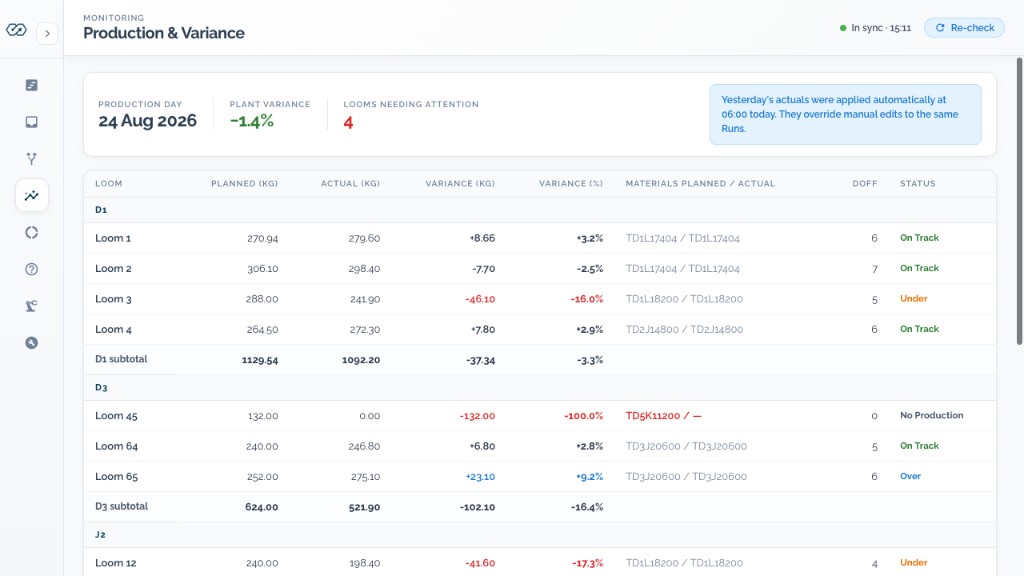 MONITORING
Production & Variance
In sync · 15:11
Re-check
PRODUCTION DAY
24 Aug 2026
PLANT VARIANCE
−1.4%
LOOMS NEEDING ATTENTION
4
Yesterday's actuals were applied automatically at
06:00 today. They override manual edits to the same
Runs.
LOOM PLANNED (KG) ACTUAL (KG) VARIANCE (KG) VARIANCE (%) MATERIALS PLANNED / ACTUAL DOFF STATUS
D1
Loom 1 270.94 279.60 +8.66 +3.2% TD1L17404 / TD1L17404 6 On Track
Loom 2 306.10 298.40 -7.70 -2.5% TD1L17404 / TD1L17404 7 On Track
Loom 3 288.00 241.90 -46.10 -16.0% TD1L18200 / TD1L18200 5 Under
Loom 4 264.50 272.30 +7.80 +2.9% TD2J14800 / TD2J14800 6 On Track
D1 subtotal 1129.54 1092.20 -37.34 -3.3%
D3
Loom 45 132.00 0.00 -132.00 -100.0% TD5K11200 / — 0 No Production
Loom 64 240.00 246.80 +6.80 +2.8% TD3J20600 / TD3J20600 5 On Track
Loom 65 252.00 275.10 +23.10 +9.2% TD3J20600 / TD3J20600 6 Over
D3 subtotal 624.00 521.90 -102.10 -16.4%
J2
Loom 12 240.00 198.40 -41.60 -17.3% TD1L18200 / TD1L18200 4 Under